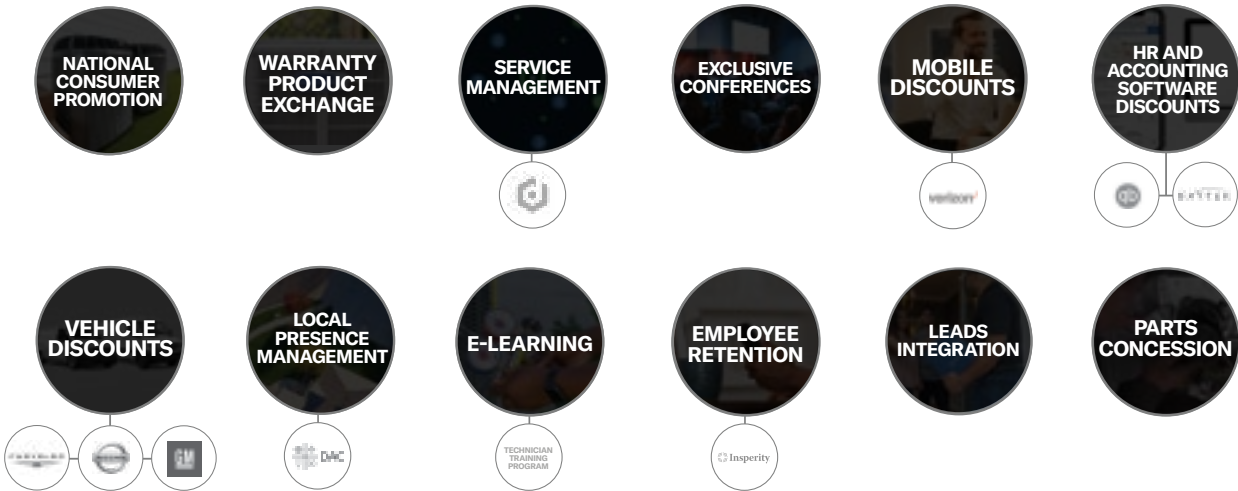 NATIONAL
CONSUMER
PROMOTION
WARRANTY
PRODUCT
EXCHANGE
SERVICE
MANAGEMENT
EXCLUSIVE
CONFERENCES
MOBILE
DISCOUNTS
HR AND
ACCOUNTING
SOFTWARE
DISCOUNTS
verizon
qb
VEHICLE
DISCOUNTS
LOCAL
PRESENCE
MANAGEMENT
E-LEARNING
EMPLOYEE
RETENTION
LEADS
INTEGRATION
PARTS
CONCESSION
GM
DAC
TECHNICIAN
TRAINING
PROGRAM
Insperity